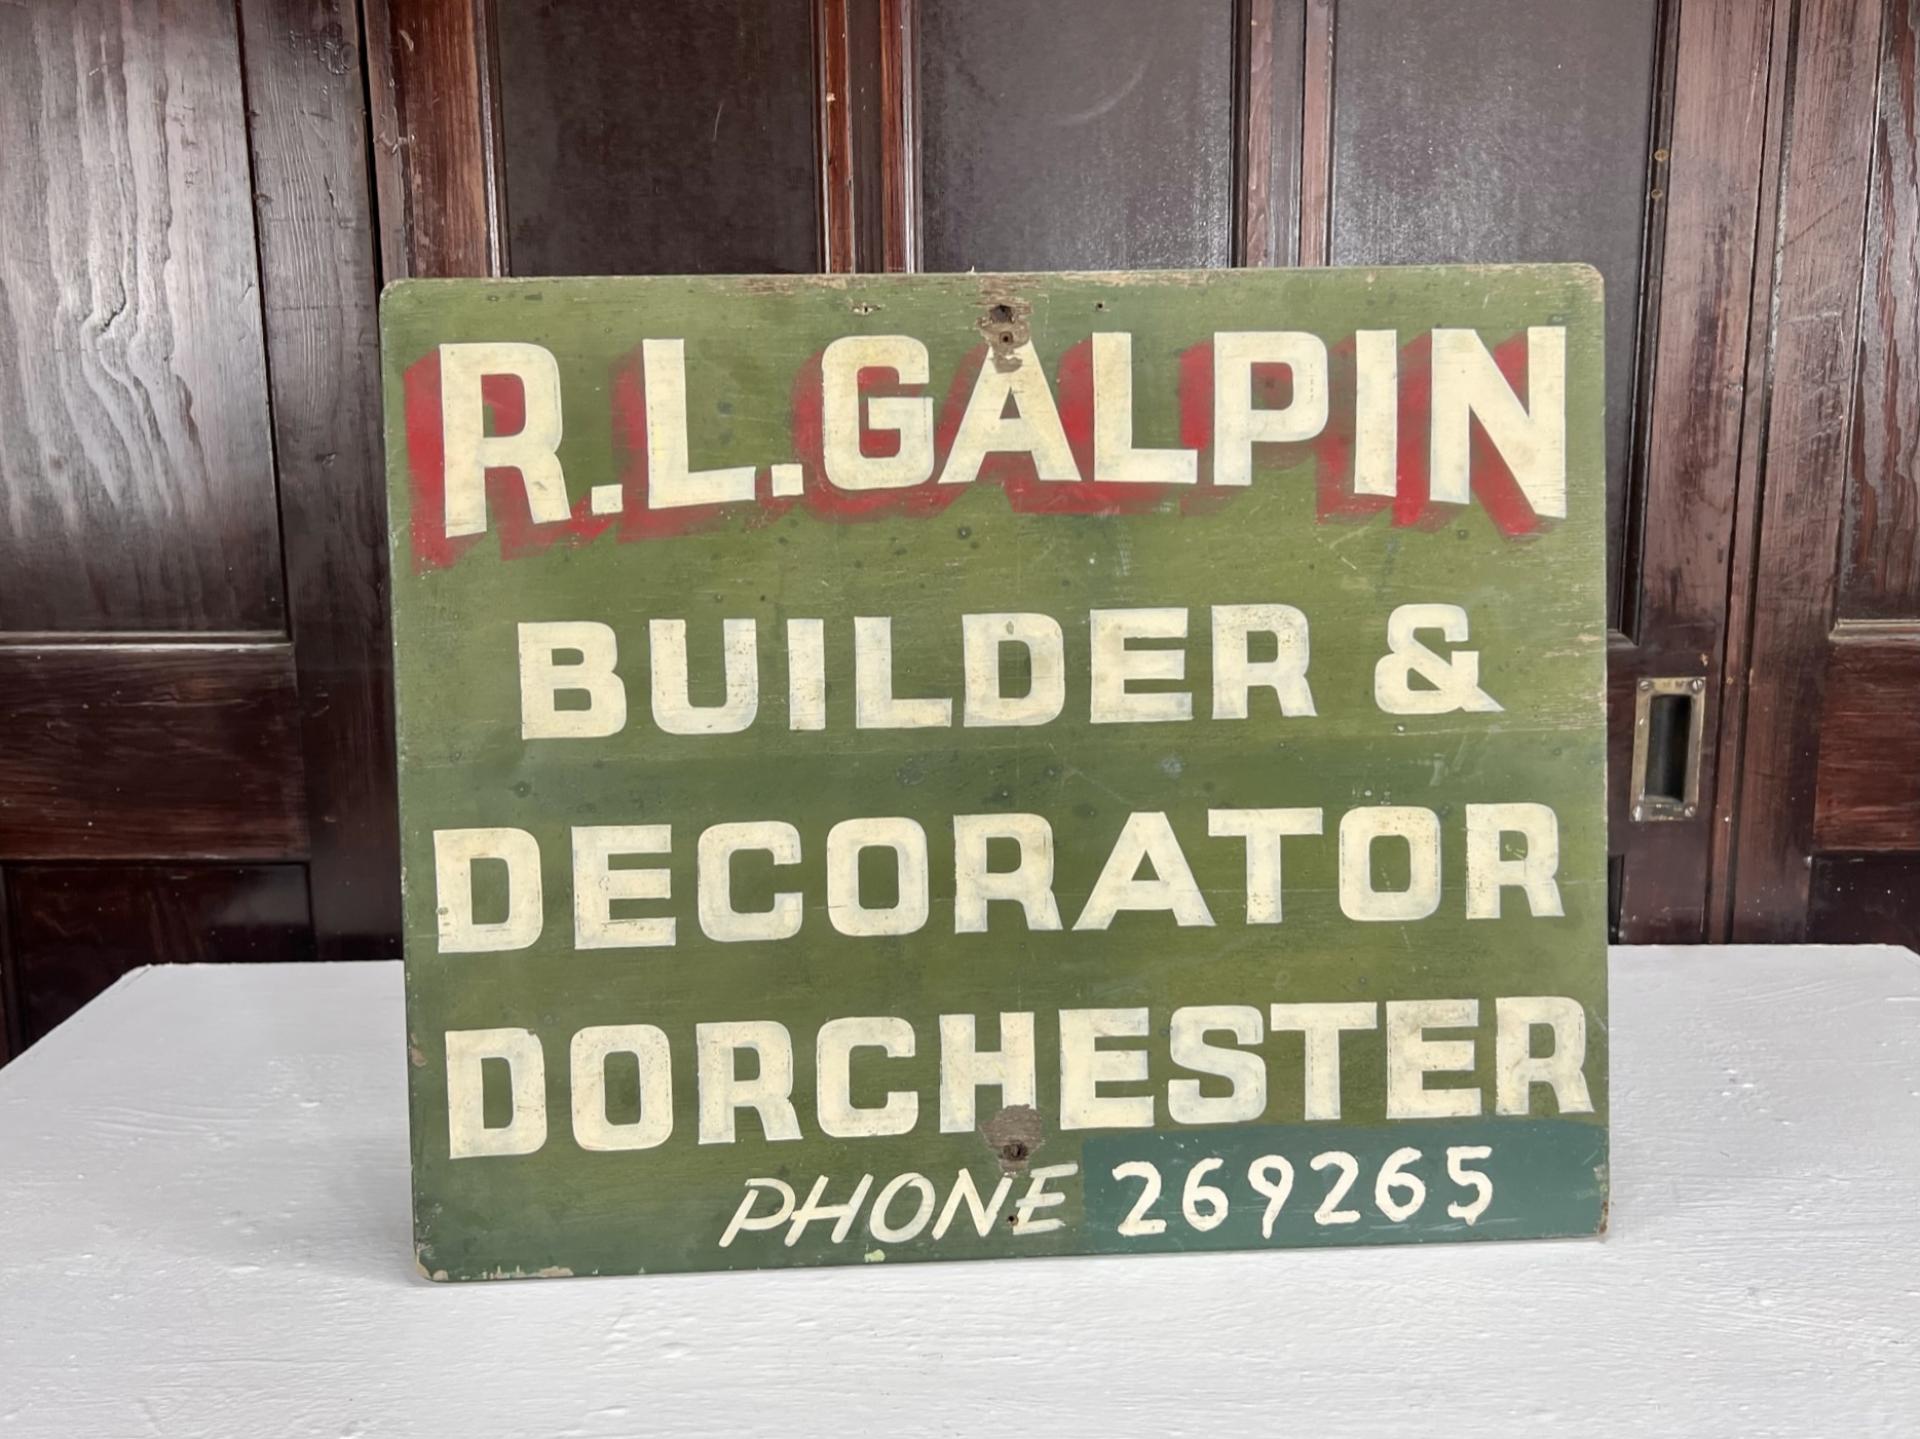 R.L.GALPIN
BUILDER &
DECORATOR
DORCHESTER
PHONE 269265